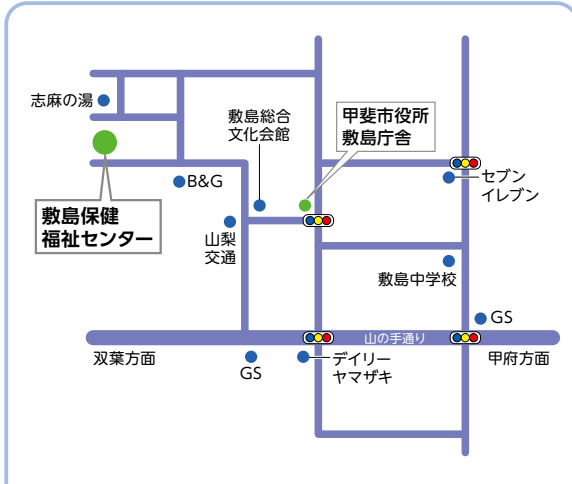 志麻の湯
敷島総合
文化会館
甲斐市役所
敷島庁舎
B&G
セブン
イレブン
敷島保健
福祉センター
山梨
交通
敷島中学校
GS
山の手通り
双葉方面
GS
デイリー
ヤマザキ
甲府方面